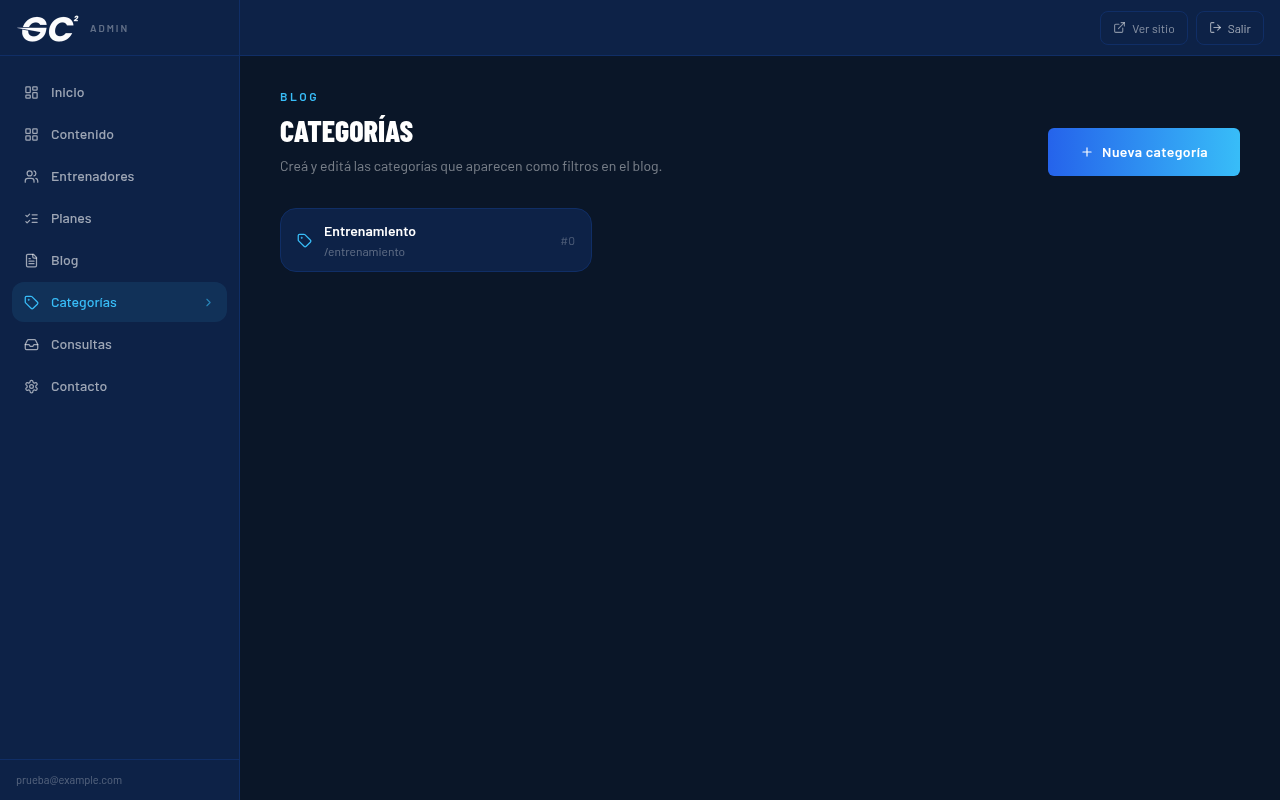 GC² ADMIN
Ver sitio
Salir
Inicio
Contenido
Entrenadores
Planes
Blog
Categorías
Consultas
Contacto
prueba@example.com
BLOG
CATEGORÍAS
Creá y editá las categorías que aparecen como filtros en el blog.
Nueva categoría
Entrenamiento
/entrenamiento
#0